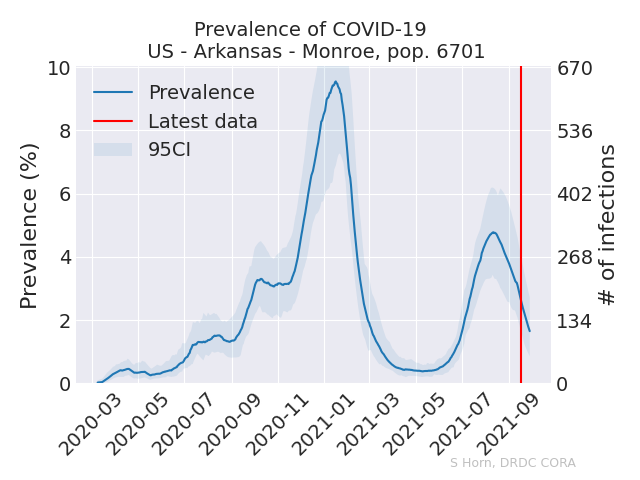 Prevalence of COVID-19
US - Arkansas - Monroe, pop. 6701
Prevalence
Latest data
95CI
Prevalence (%)
10
8
6
4
2
0
670
536
402
268
134
0
# of infections
2020-03
2020-05
2020-07
2020-09
2020-11
2021-01
2021-03
2021-05
2021-07
2021-09
S Horn, DRDC CORA